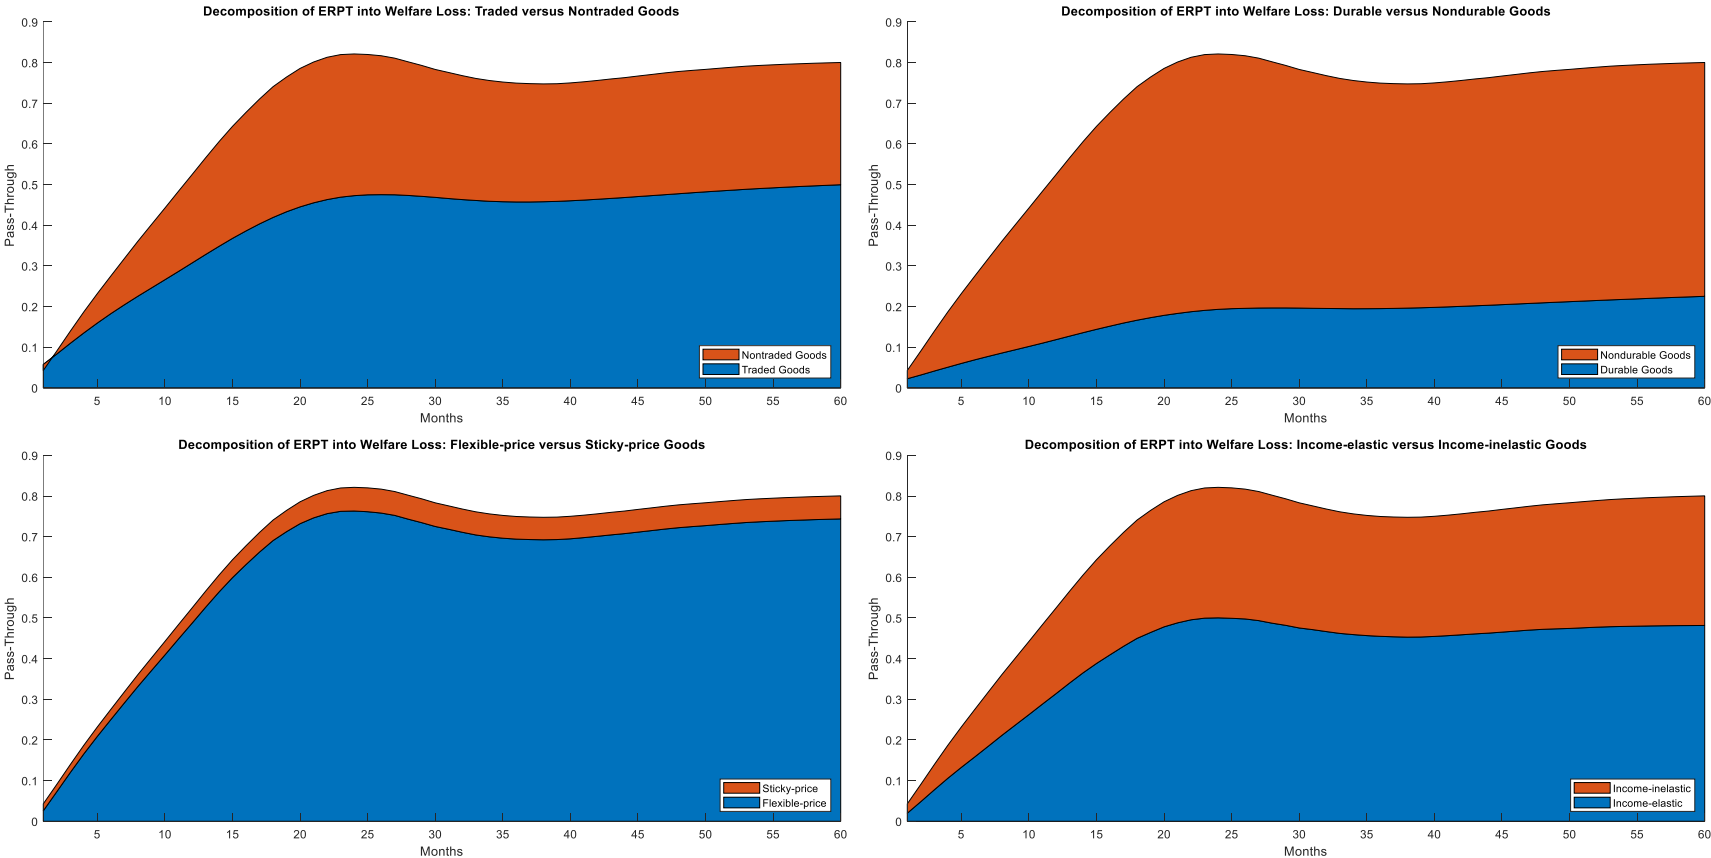 Decomposition of ERPT into Welfare Loss: Traded versus Nontraded Goods
0.9
0.8
0.7
0.6
0.5
0.4
0.3
0.2
0.1
0
Pass-Through
Nontraded Goods
Traded Goods
5 10 15 20 25 30 35 40 45 50 55 60
Months
Decomposition of ERPT into Welfare Loss: Durable versus Nondurable Goods
0.9
0.8
0.7
0.6
0.5
0.4
0.3
0.2
0.1
0
Pass-Through
Nondurable Goods
Durable Goods
5 10 15 20 25 30 35 40 45 50 55 60
Months
Decomposition of ERPT into Welfare Loss: Flexible-price versus Sticky-price Goods
0.9
0.8
0.7
0.6
0.5
0.4
0.3
0.2
0.1
0
Pass-Through
Sticky-price
Flexible-price
5 10 15 20 25 30 35 40 45 50 55 60
Months
Decomposition of ERPT into Welfare Loss: Income-elastic versus Income-inelastic Goods
0.9
0.8
0.7
0.6
0.5
0.4
0.3
0.2
0.1
0
Pass-Through
Income-inelastic
Income-elastic
5 10 15 20 25 30 35 40 45 50 55 60
Months